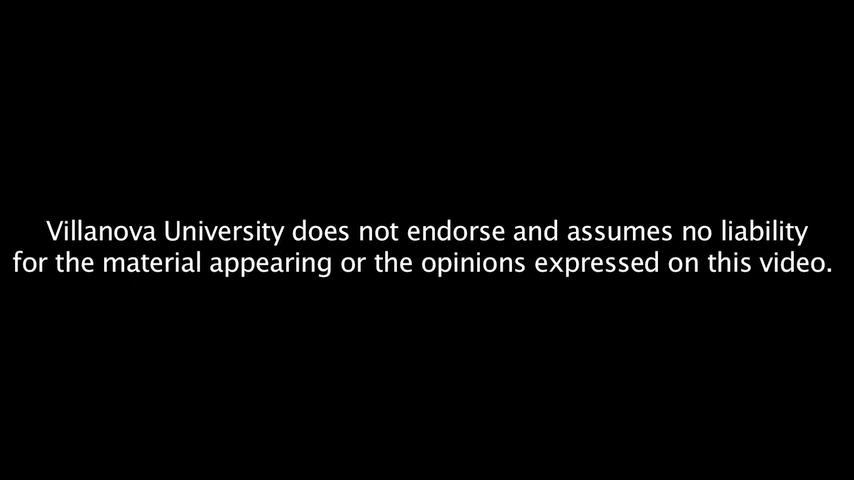 Villanova University does not endorse and assumes no liability
for the material appearing or the opinions expressed on this video.